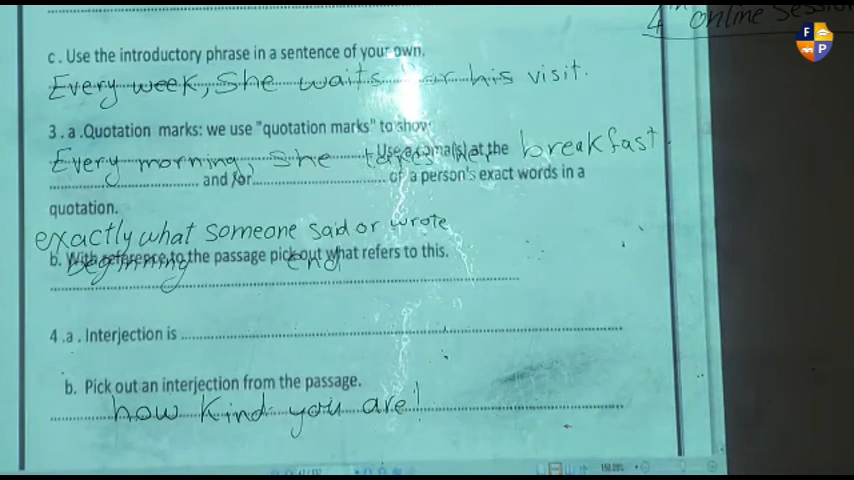 4th online Session
F
P
c . Use the introductory phrase in a sentence of your own.
Every week, She waits for his visit.
3 . a .Quotation marks: we use "quotation marks" to show
Every morning, she takes her breakfast
Use a comma(s) at the
and /or of a person's exact words in a
quotation.
exactly what someone said or wrote
b. With reference to the passage pick out what refers to this.
Beginning end
4 .a . Interjection is
b. Pick out an interjection from the passage.
how kind you are!